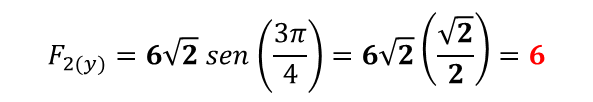 F₂₍y₎ = 6√2 sen (3π/4) = 6√2 (√2/2) = 6